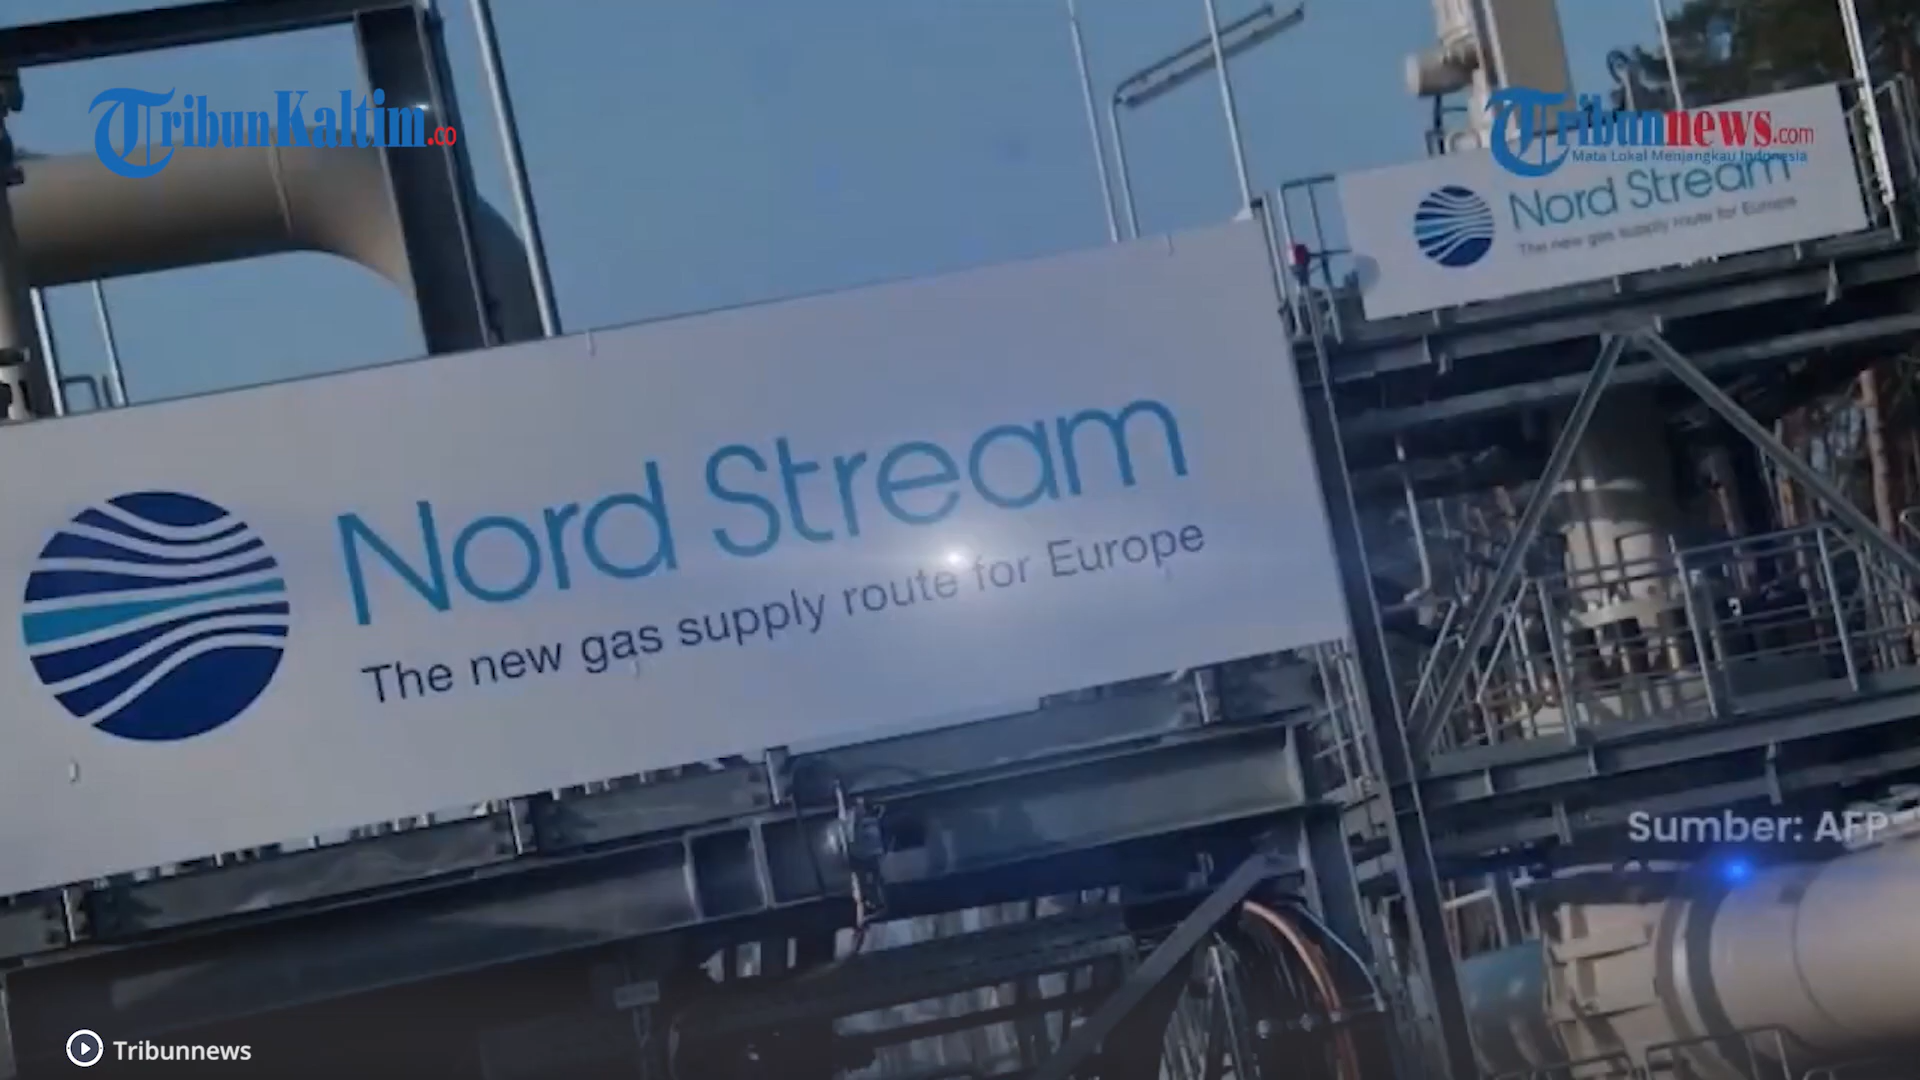 TribunKaltim.co
Tribunnews.com
Mata Lokal Menjangkau Indonesia
Nord Stream
The new gas supply route for Europe
Nord Stream
The new gas supply route for Europe
Sumber: AFP
Tribunnews